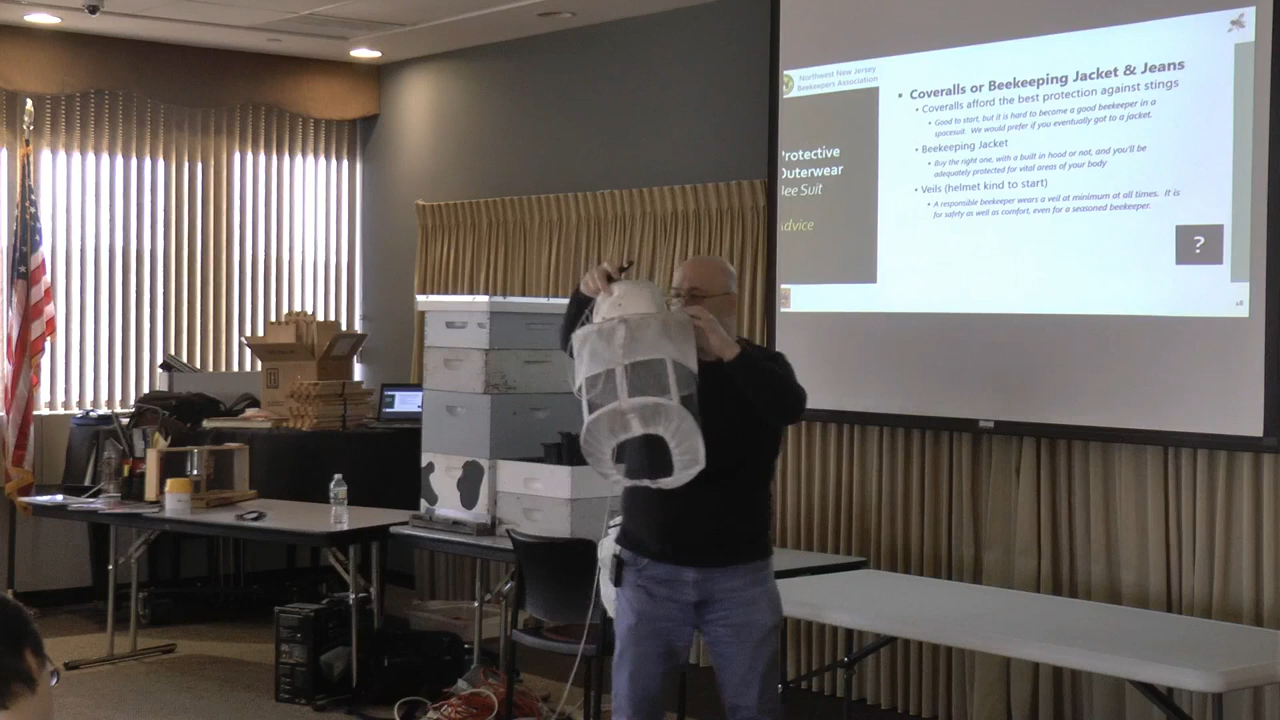 Northwest New Jersey
Beekeepers Association
Protective
Outerwear
Bee Suit
Advice
▪ Coveralls or Beekeeping Jacket & Jeans
• Coveralls afford the best protection against stings
• Good to start, but it is hard to become a good beekeeper in a
spacesuit. We would prefer if you eventually got to a jacket.
• Beekeeping Jacket
• Buy the right one, with a built in hood or not, and you'll be
adequately protected for vital areas of your body
• Veils (helmet kind to start)
• A responsible beekeeper wears a veil at minimum at all times. It is
for safety as well as comfort, even for a seasoned beekeeper.
?